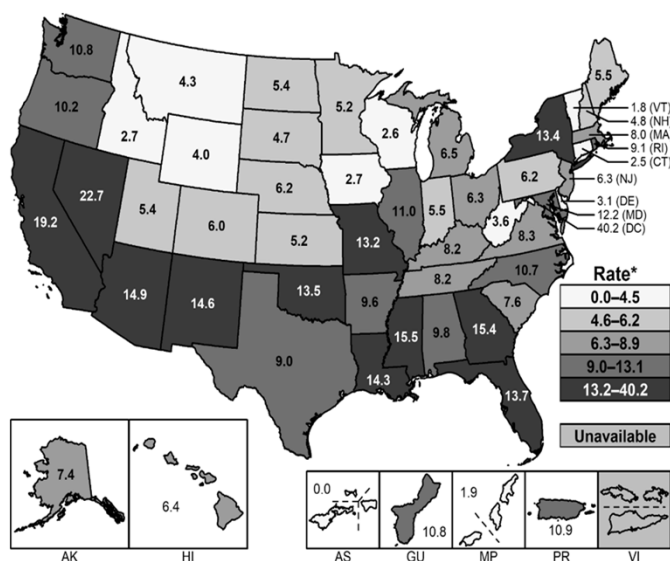 10.8
4.3
5.4
5.2
5.5
1.8 (VT)
4.8 (NH)
8.0 (MA)
9.1 (RI)
2.5 (CT)
10.2
2.7
4.0
4.7
2.6
6.5
13.4
6.3 (NJ)
3.1 (DE)
12.2 (MD)
40.2 (DC)
19.2
22.7
5.4
6.0
6.2
2.7
11.0
5.5
6.3
6.2
3.6
8.3
5.2
13.2
8.2
8.2
10.7
14.9
14.6
13.5
9.6
7.6
9.0
14.3
15.5
9.8
15.4
13.7
Rate*
0.0–4.5
4.6–6.2
6.3–8.9
9.0–13.1
13.2–40.2
Unavailable
7.4
AK
6.4
HI
0.0
AS
10.8
GU
1.9
MP
10.9
PR
VI